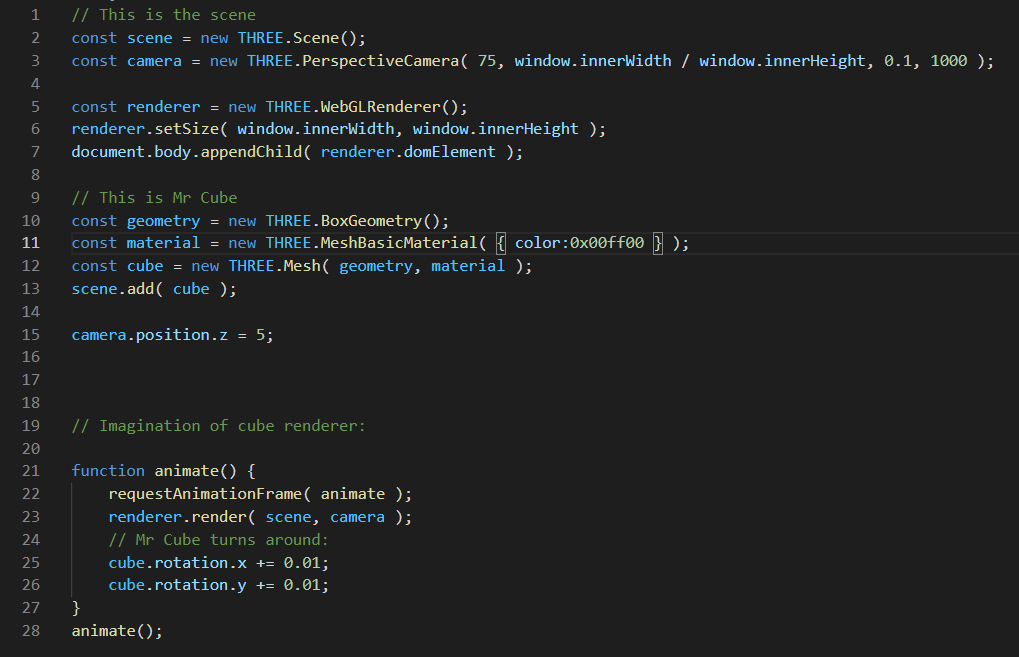 1 // This is the scene
2 const scene = new THREE.Scene();
3 const camera = new THREE.PerspectiveCamera( 75, window.innerWidth / window.innerHeight, 0.1, 1000 );
4
5 const renderer = new THREE.WebGLRenderer();
6 renderer.setSize( window.innerWidth, window.innerHeight );
7 document.body.appendChild( renderer.domElement );
8
9 // This is Mr Cube
10 const geometry = new THREE.BoxGeometry();
11 const material = new THREE.MeshBasicMaterial( { color:0x00ff00 } );
12 const cube = new THREE.Mesh( geometry, material );
13 scene.add( cube );
14
15 camera.position.z = 5;
16
17
18
19 // Imagination of cube renderer:
20
21 function animate() {
22     requestAnimationFrame( animate );
23     renderer.render( scene, camera );
24     // Mr Cube turns around:
25     cube.rotation.x += 0.01;
26     cube.rotation.y += 0.01;
27 }
28 animate();